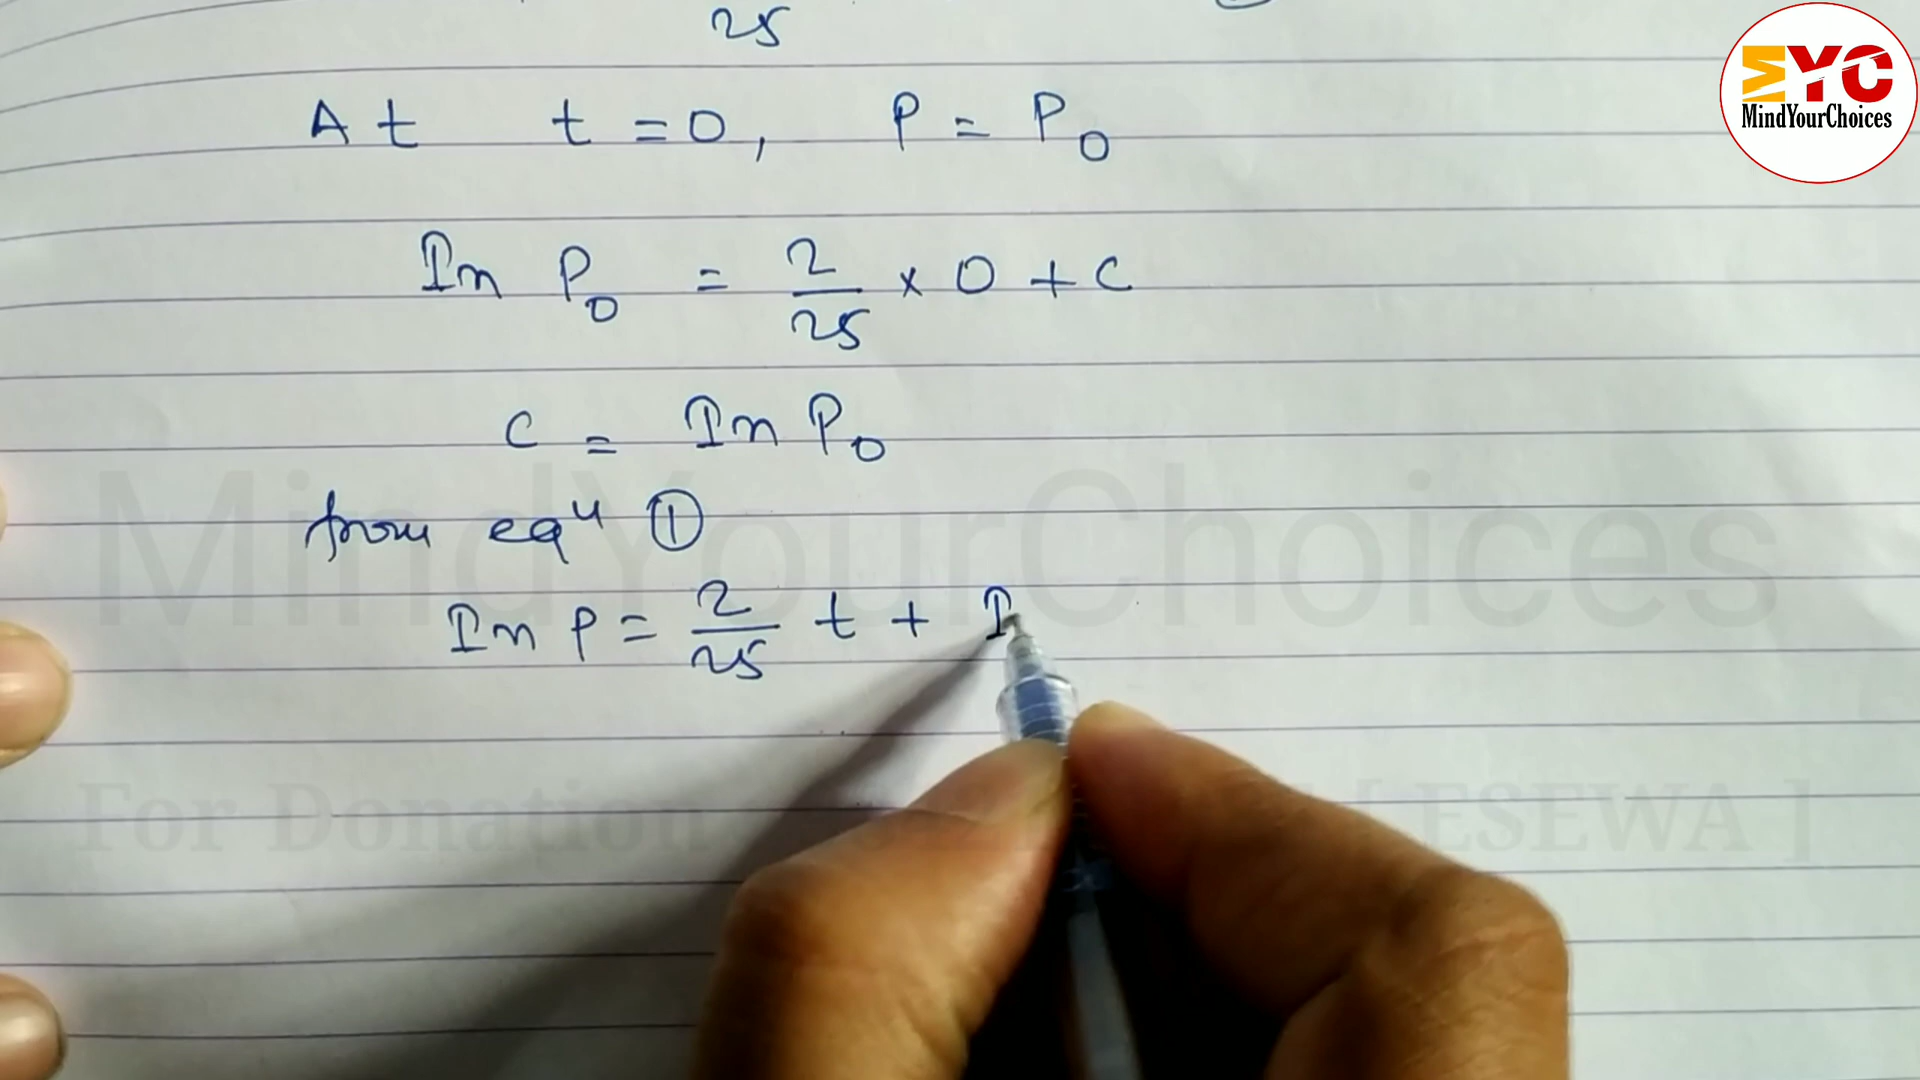 25
MYC
MindYourChoices
At t = 0, P = P₀
In P₀ = 2/25 × 0 + C
C = In P₀
from eqⁿ ①
In P = 2/25 t + I
MindYourChoices
For Donation [ESEWA]